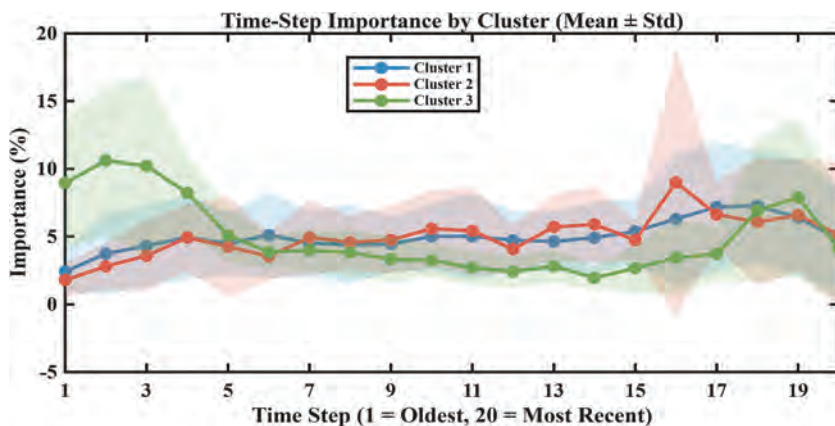 Time-Step Importance by Cluster (Mean ± Std)
20
15
10
5
0
-5
Importance (%)
Cluster 1
Cluster 2
Cluster 3
1 3 5 7 9 11 13 15 17 19
Time Step (1 = Oldest, 20 = Most Recent)